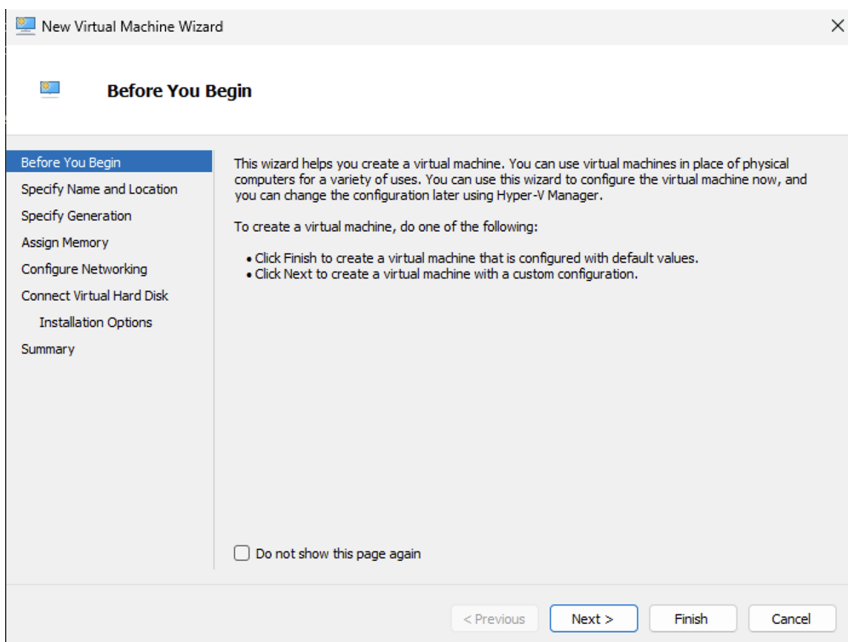 New Virtual Machine Wizard
Before You Begin
Before You Begin
Specify Name and Location
Specify Generation
Assign Memory
Configure Networking
Connect Virtual Hard Disk
Installation Options
Summary
This wizard helps you create a virtual machine. You can use virtual machines in place of physical
computers for a variety of uses. You can use this wizard to configure the virtual machine now, and
you can change the configuration later using Hyper-V Manager.
To create a virtual machine, do one of the following:
• Click Finish to create a virtual machine that is configured with default values.
• Click Next to create a virtual machine with a custom configuration.
Do not show this page again
< Previous
Next >
Finish
Cancel